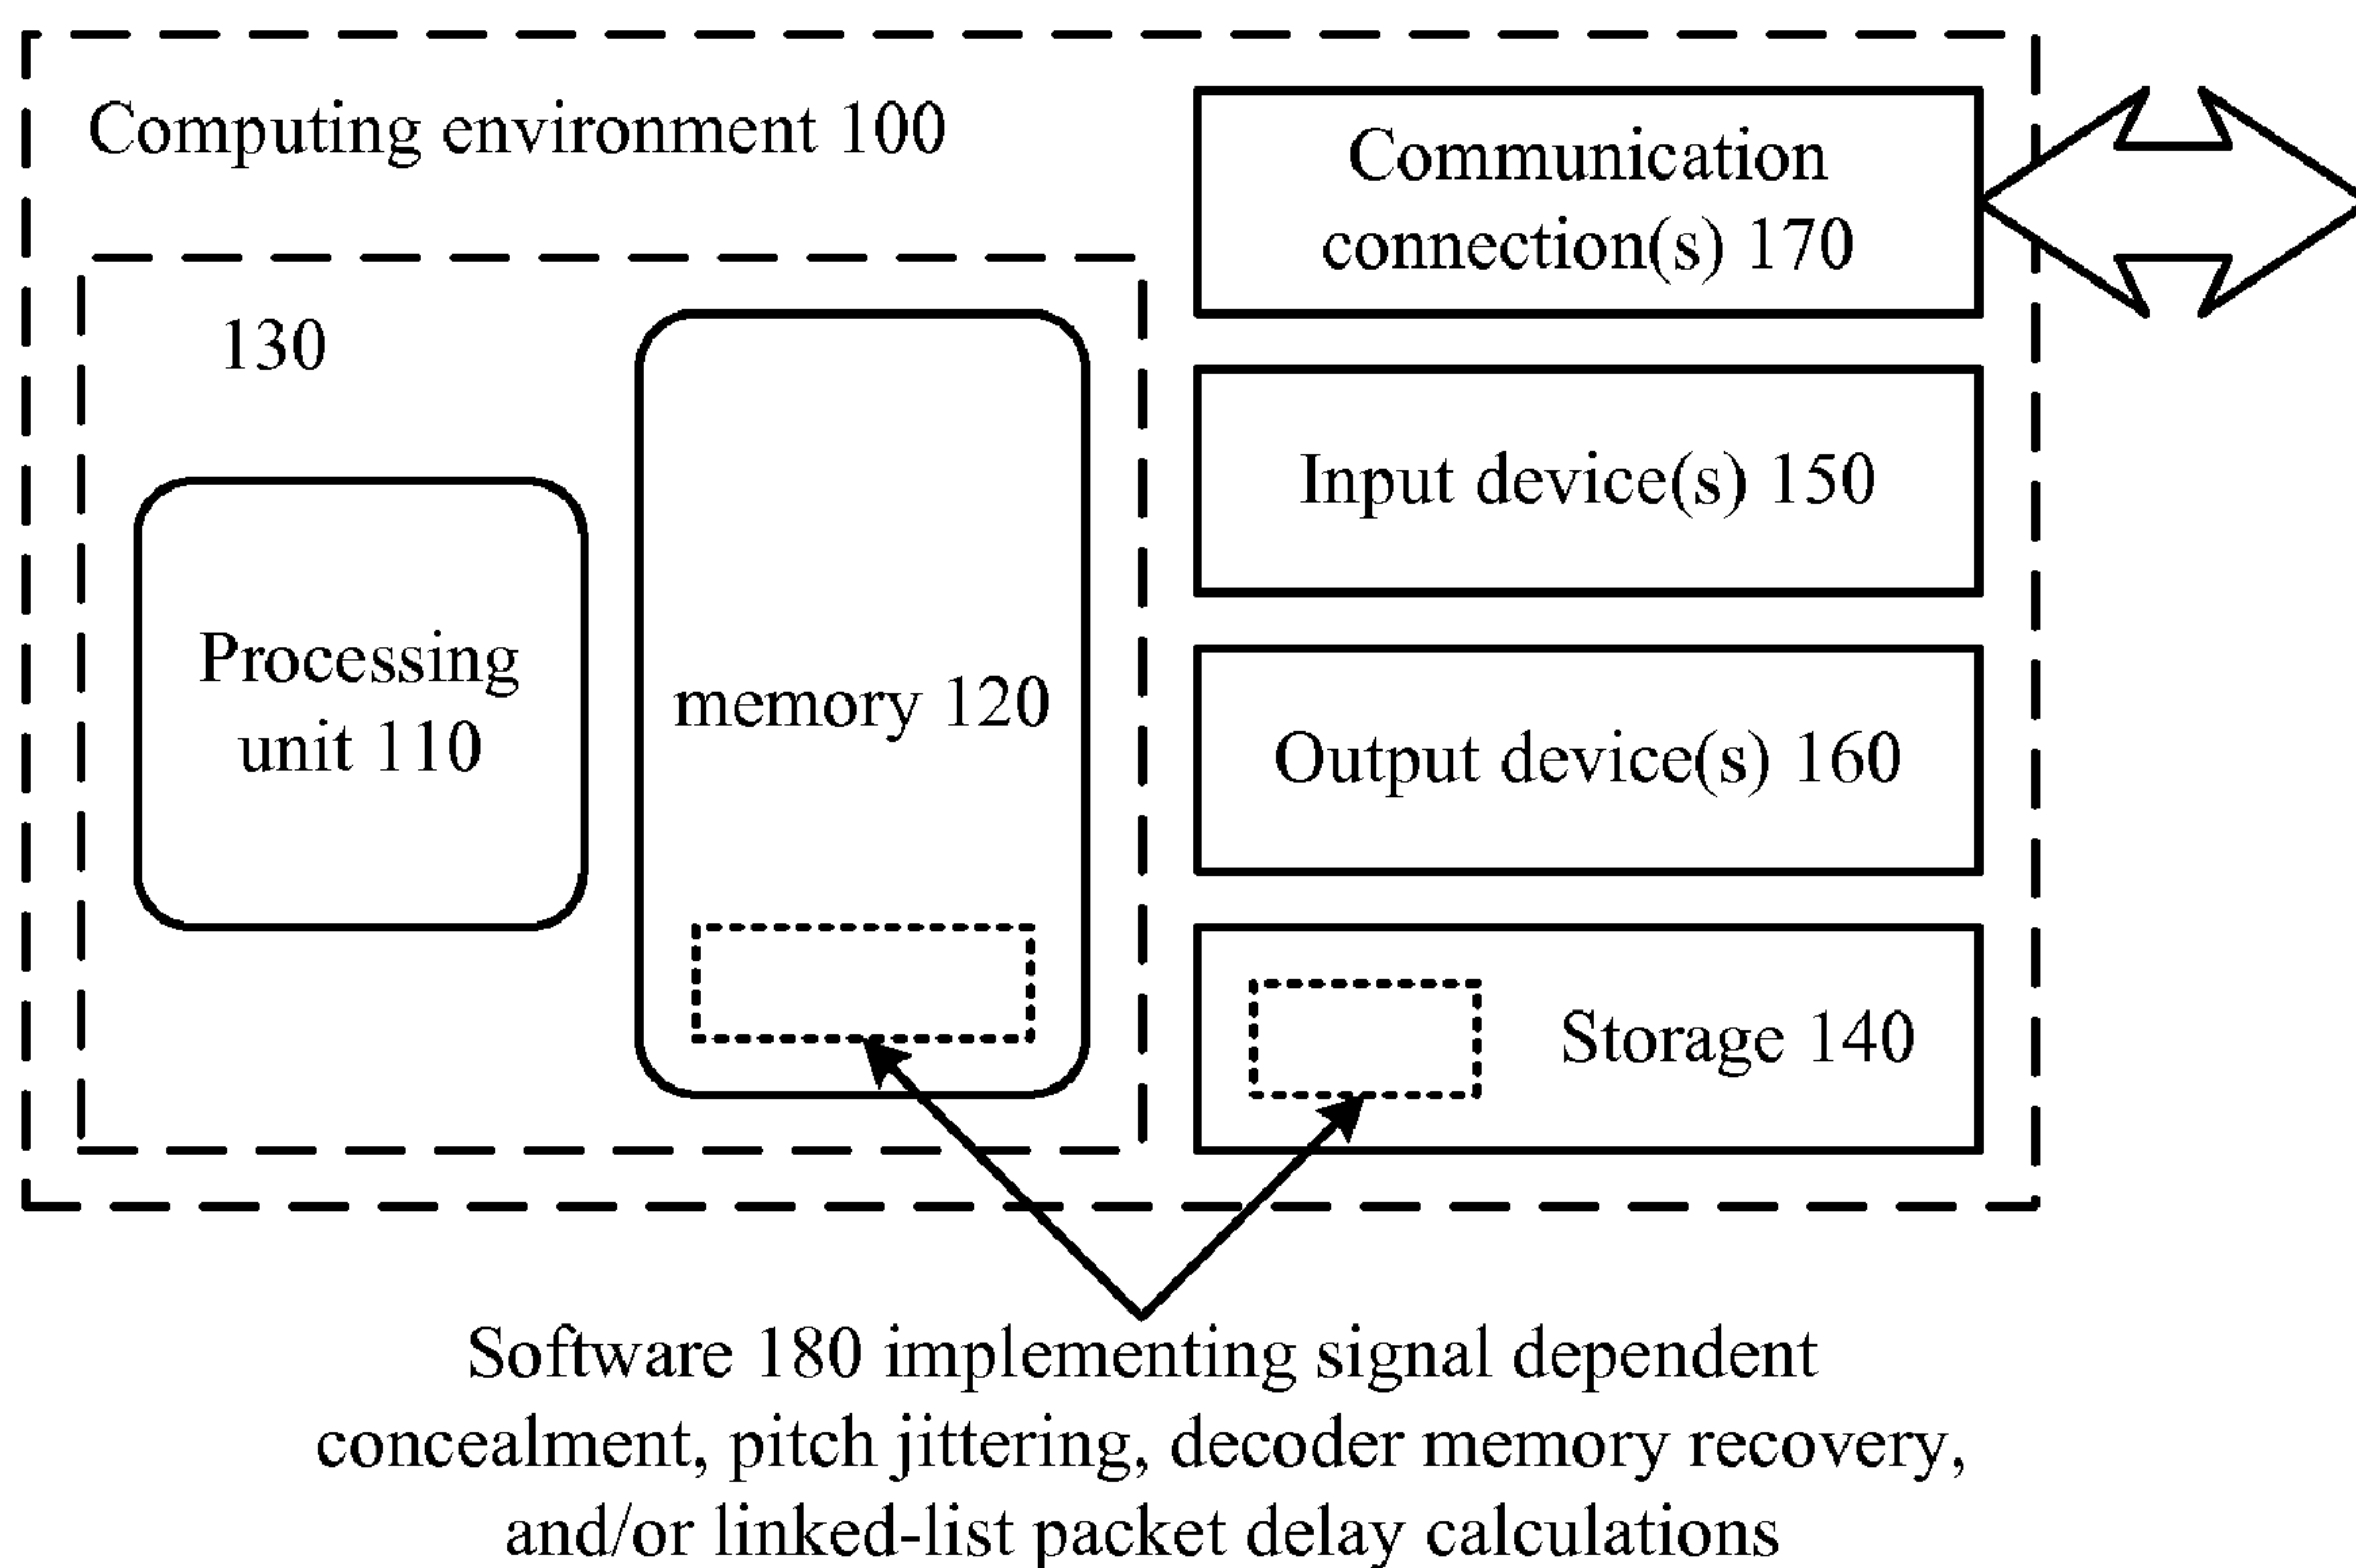 Computing environment 100
Communication
connection(s) 170
130
Input device(s) 150
Processing
unit 110
memory 120
Output device(s) 160
Storage 140
Software 180 implementing signal dependent
concealment, pitch jittering, decoder memory recovery,
and/or linked-list packet delay calculations